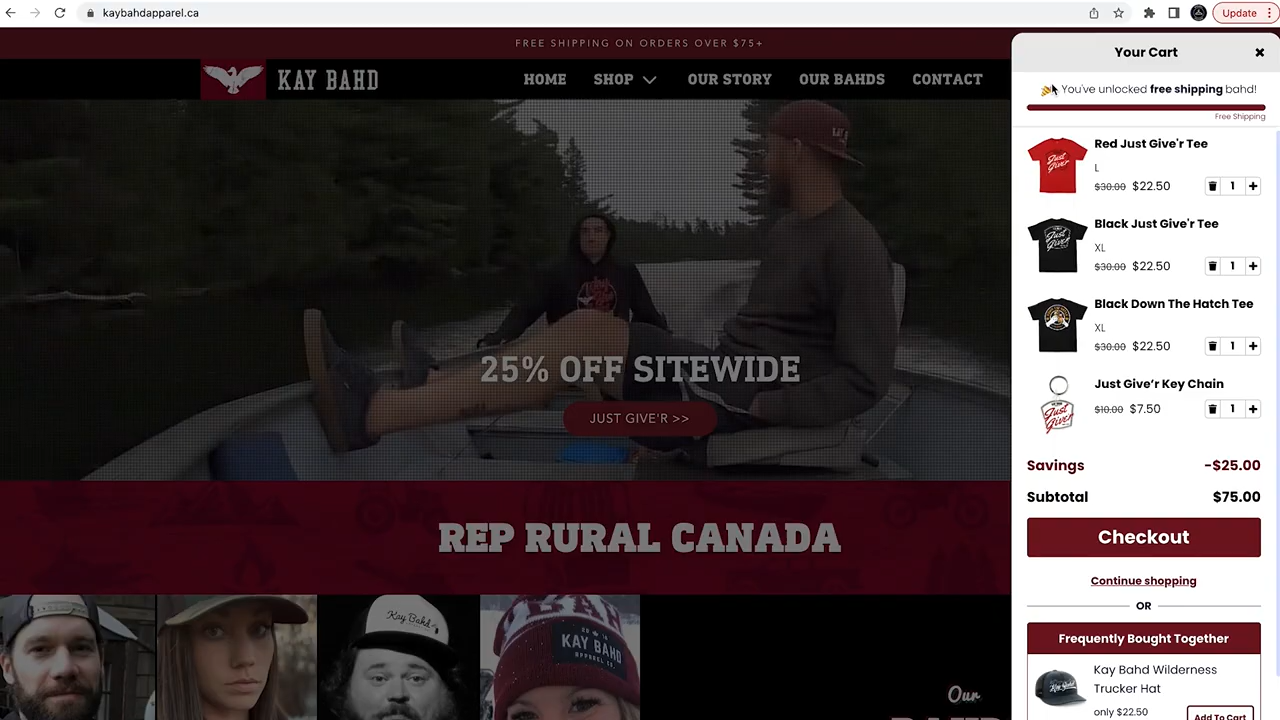 kaybahdapparel.ca
Update
FREE SHIPPING ON ORDERS OVER $75+
KAY BAHD
HOME
SHOP
OUR STORY
OUR BAHDS
CONTACT
25% OFF SITEWIDE
JUST GIVE'R >>
REP RURAL CANADA
Kay Bahd
KAY BAHD
APPAREL CO.
Our
Your Cart
You've unlocked free shipping bahd!
Free Shipping
Red Just Give'r Tee
L
$30.00 $22.50
1
Black Just Give'r Tee
XL
$30.00 $22.50
1
Black Down The Hatch Tee
XL
$30.00 $22.50
1
Just Give’r Key Chain
$10.00 $7.50
1
Savings -$25.00
Subtotal $75.00
Checkout
Continue shopping
OR
Frequently Bought Together
Kay Bahd Wilderness
Trucker Hat
only $22.50
Add To Cart